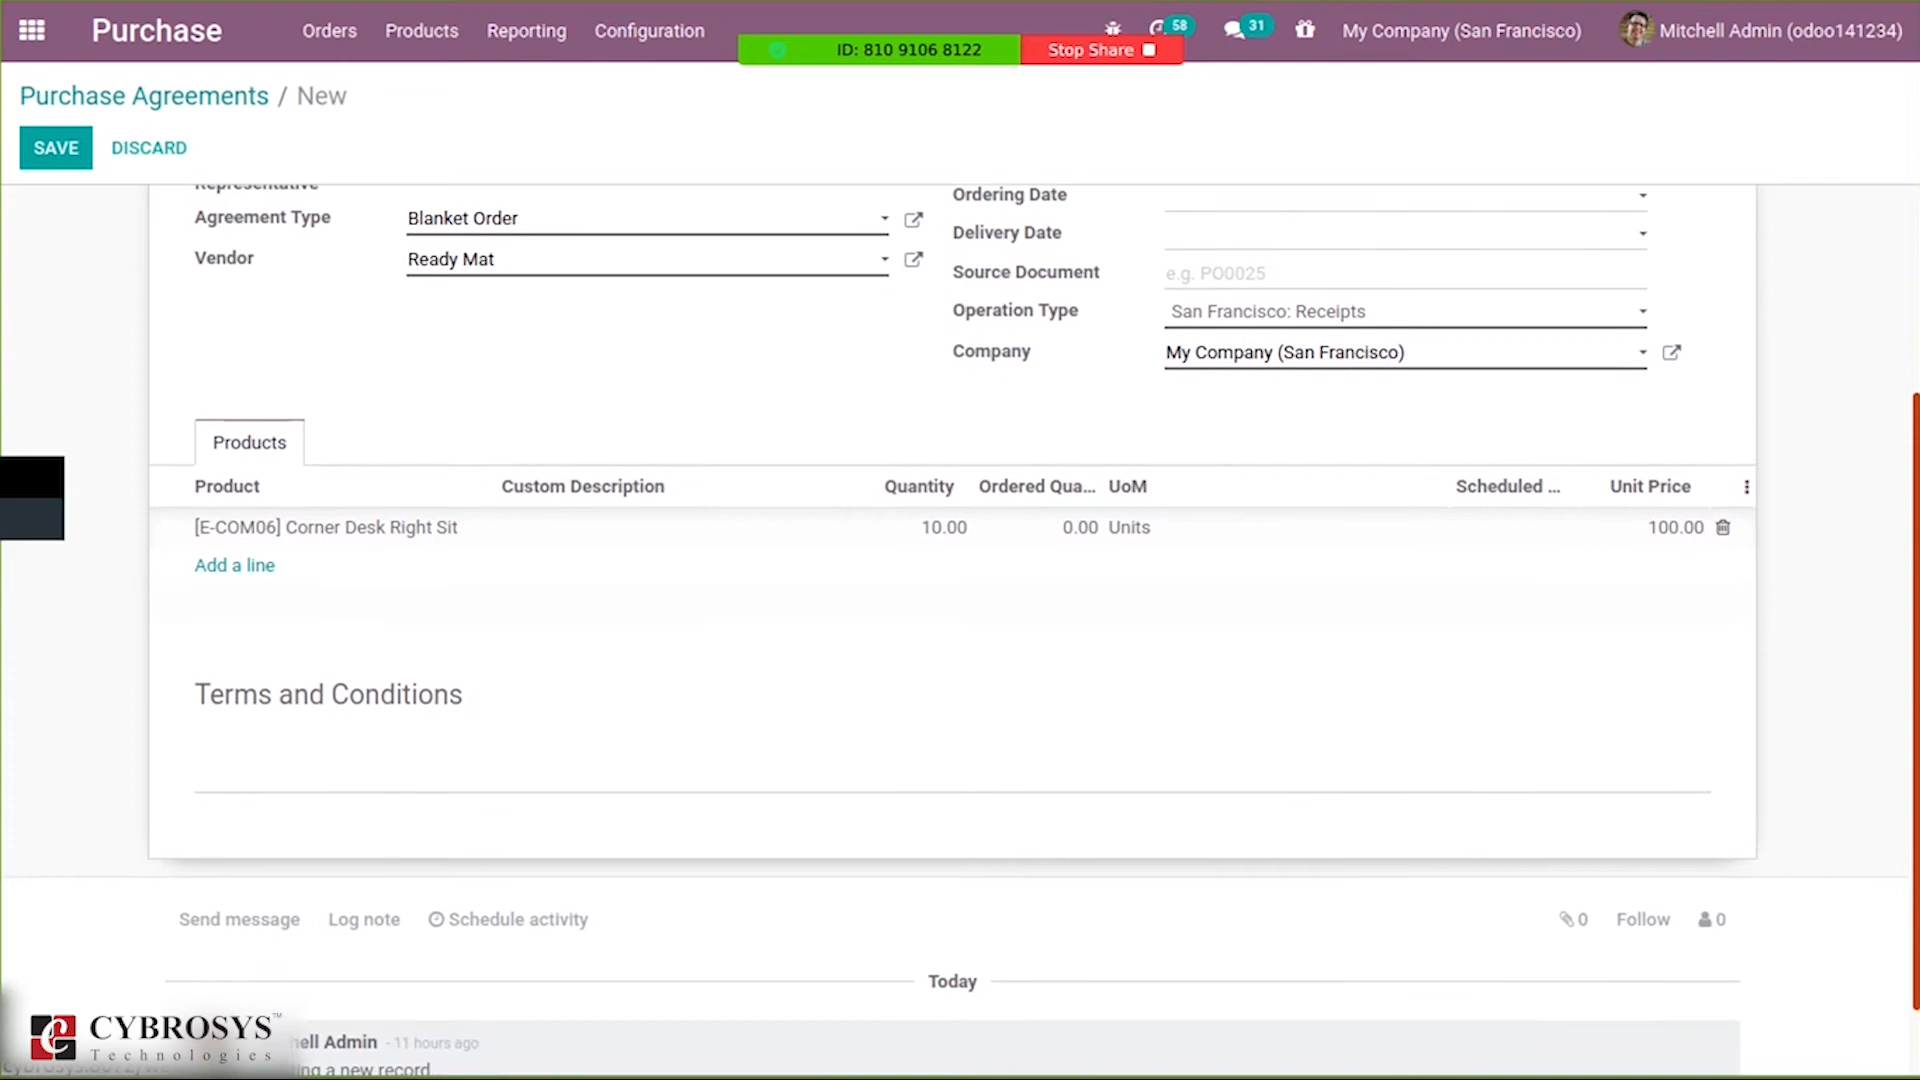 Purchase
Orders
Products
Reporting
Configuration
58
31
My Company (San Francisco)
Mitchell Admin (odoo141234)
ID: 810 9106 8122
Stop Share
Purchase Agreements / New
SAVE
DISCARD
Representative
Ordering Date
Agreement Type
Blanket Order
Delivery Date
Vendor
Ready Mat
Source Document
e.g. PO0025
Operation Type
San Francisco: Receipts
Company
My Company (San Francisco)
Products
Product
Custom Description
Quantity
Ordered Qua...
UoM
Scheduled ...
Unit Price
[E-COM06] Corner Desk Right Sit
10.00
0.00
Units
100.00
Add a line
Terms and Conditions
Send message
Log note
Schedule activity
0
Follow
0
Today
CYBROSYS™
Technologies
Admin - 11 hours ago
a new record